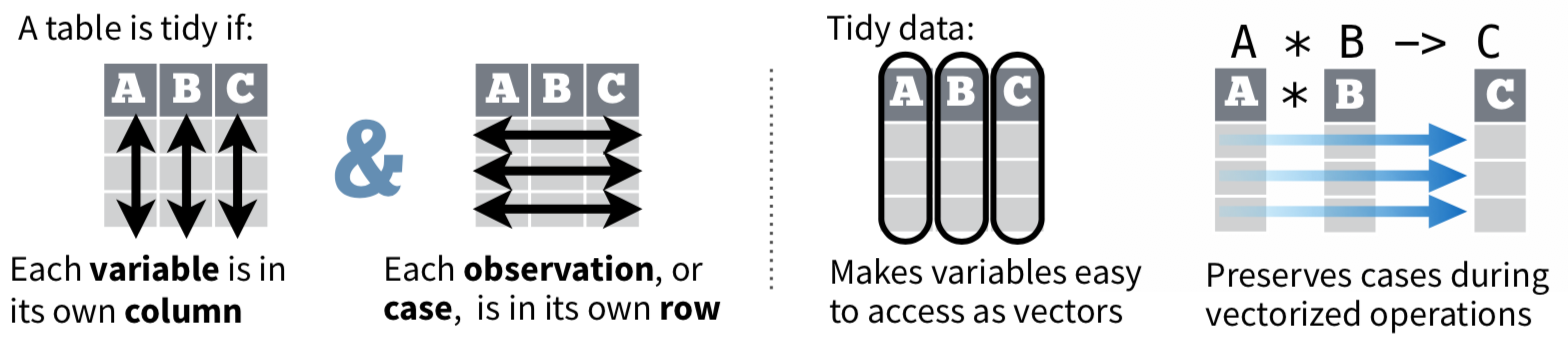 A table is tidy if:
A B C
Each variable is in
its own column
&
A B C
Each observation, or
case, is in its own row
Tidy data:
A B C
Makes variables easy
to access as vectors
A * B -> C
A * B C
Preserves cases during
vectorized operations